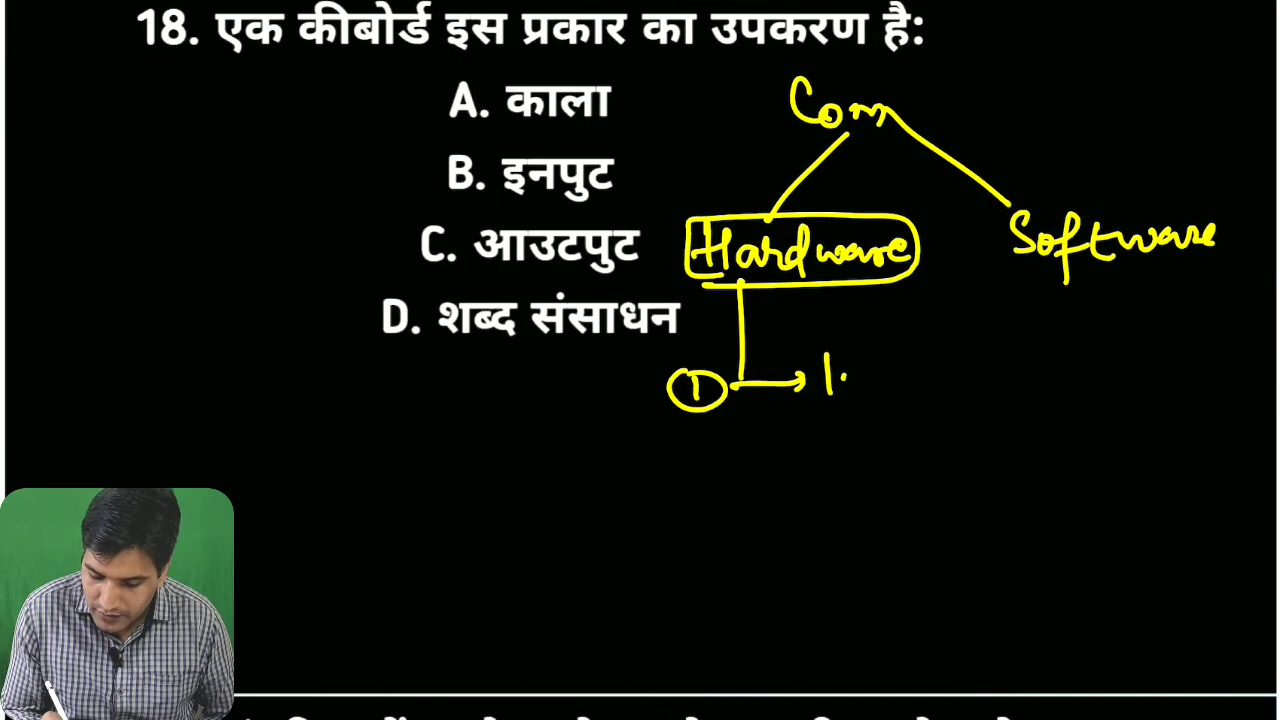 18. एक कीबोर्ड इस प्रकार का उपकरण है:
A. काला
B. इनपुट
C. आउटपुट
D. शब्द संसाधन
Com
Hardware
Software
①